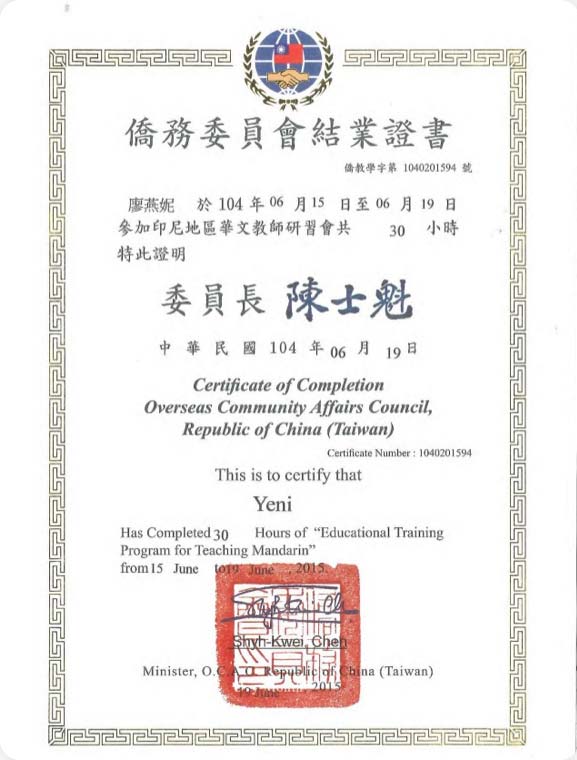 僑務委員會結業證書
僑教學字第 1040201594 號
廖燕妮 於 104 年 06 月 15 日至 06 月 19 日
參加印尼地區華文教師研習會共 30 小時
特此證明
委員長 陳士魁
中 華 民 國 104 年 06 月 19 日
Certificate of Completion
Overseas Community Affairs Council,
Republic of China (Taiwan)
Certificate Number : 1040201594
This is to certify that
Yeni
Has Completed 30 Hours of “Educational Training
Program for Teaching Mandarin”
from 15 June to 19 June , 2015.
Shyh-Kwei Chen
Minister, O.C.A.C. Republic of China (Taiwan)
19 June 2015